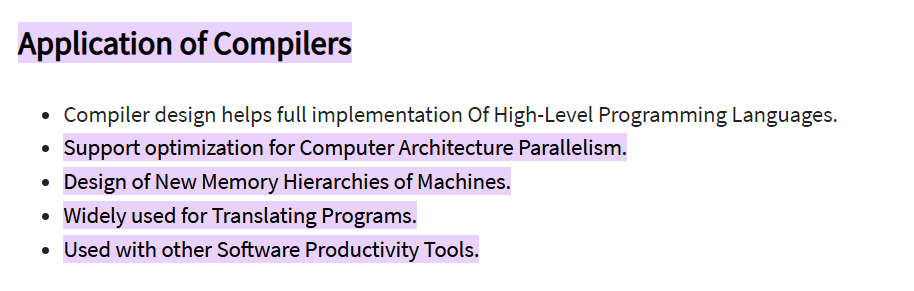 Application of Compilers
Compiler design helps full implementation Of High-Level Programming Languages.
Support optimization for Computer Architecture Parallelism.
Design of New Memory Hierarchies of Machines.
Widely used for Translating Programs.
Used with other Software Productivity Tools.